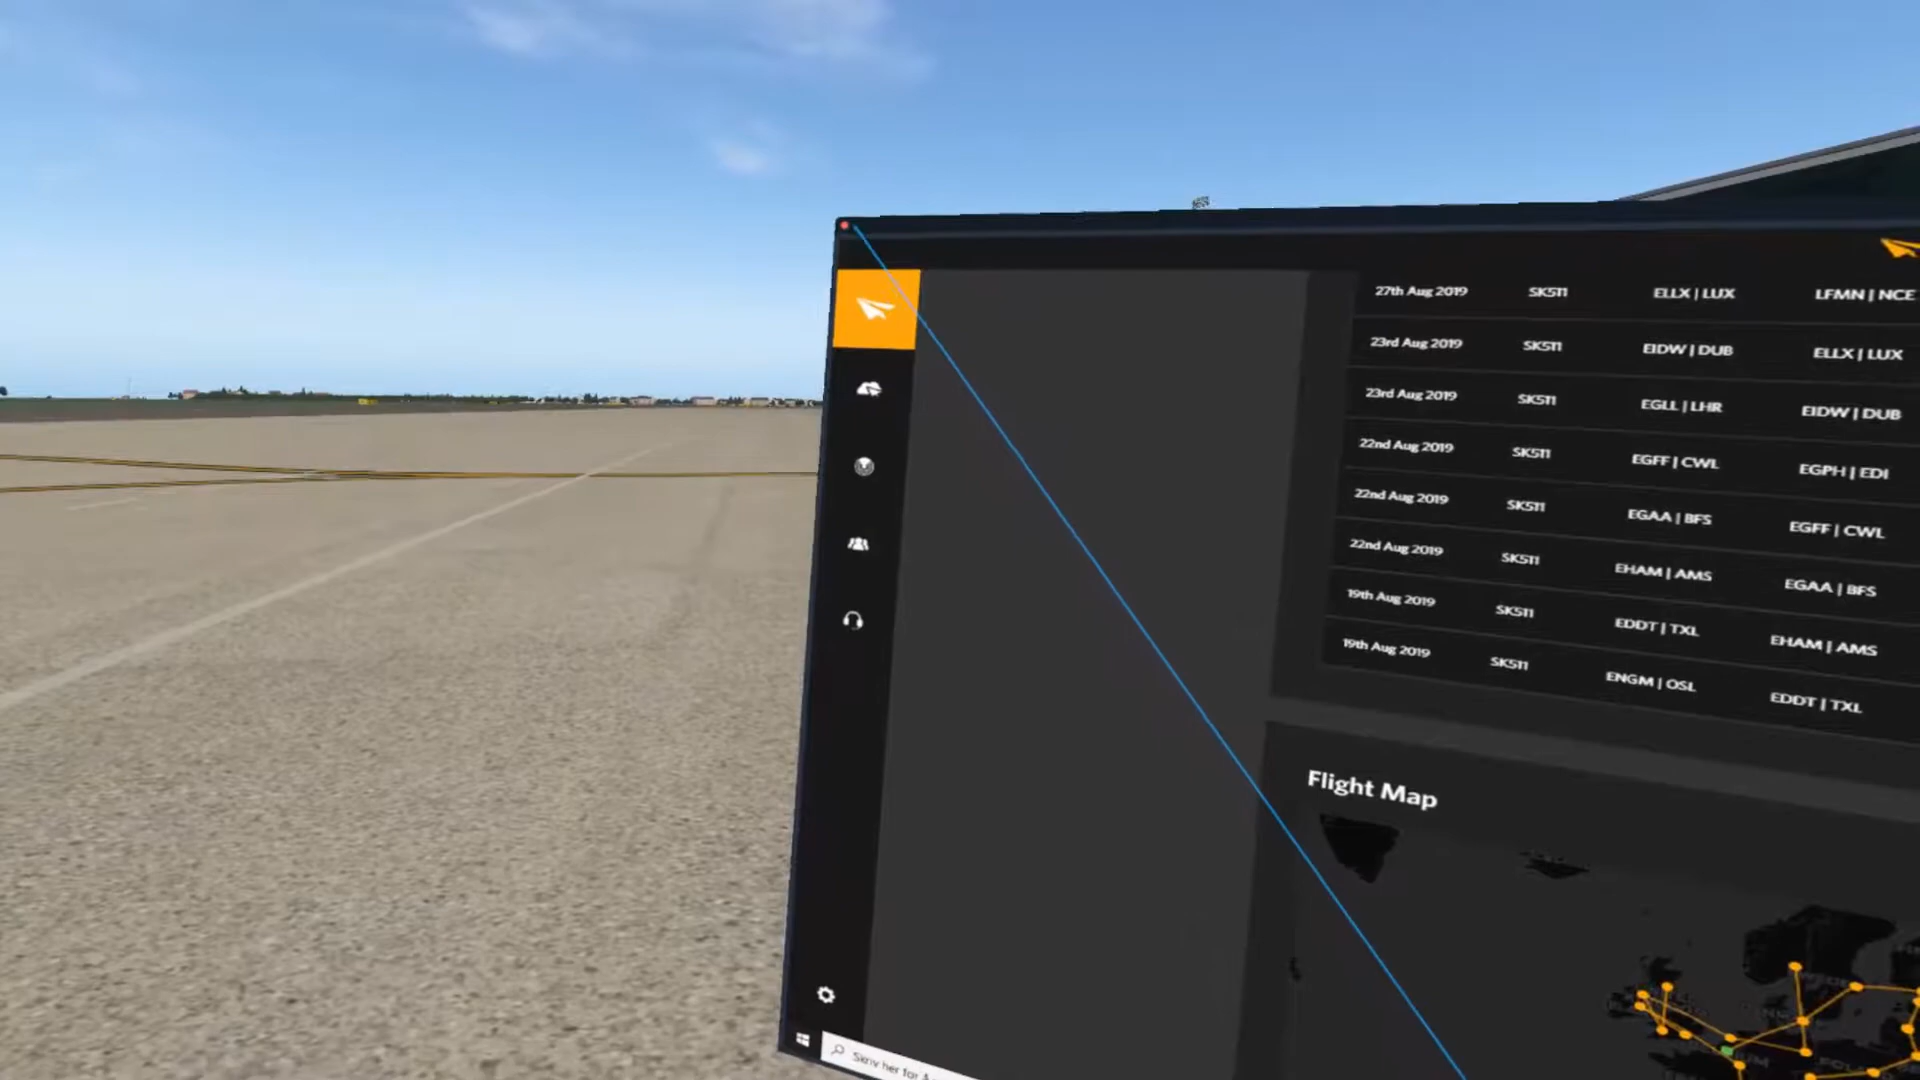 27th Aug 2019 SK511 ELLX | LUX LFMN | NCE
23rd Aug 2019 SK511 EIDW | DUB ELLX | LUX
23rd Aug 2019 SK511 EGLL | LHR EIDW | DUB
22nd Aug 2019 SK511 EGFF | CWL EGPH | EDI
22nd Aug 2019 SK511 EGAA | BFS EGFF | CWL
22nd Aug 2019 SK511 EHAM | AMS EGAA | BFS
19th Aug 2019 SK511 EDDT | TXL EHAM | AMS
19th Aug 2019 SK511 ENGM | OSL EDDT | TXL
Flight Map
Skriv her for å